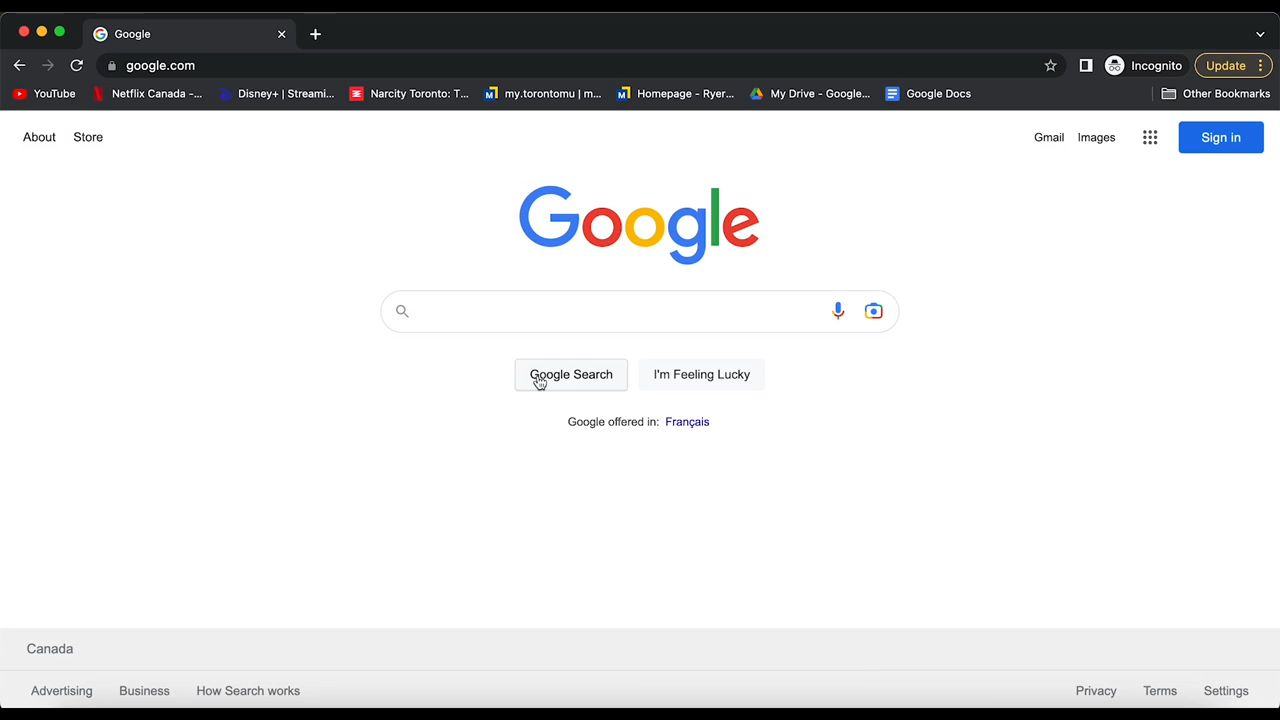 Google
google.com
Incognito
Update
YouTube
Netflix Canada -...
Disney+ | Streami...
Narcity Toronto: T...
my.torontomu | m...
Homepage - Ryer...
My Drive - Google...
Google Docs
Other Bookmarks
About
Store
Gmail
Images
Sign in
Google
Google Search
I'm Feeling Lucky
Google offered in: Français
Canada
Advertising
Business
How Search works
Privacy
Terms
Settings